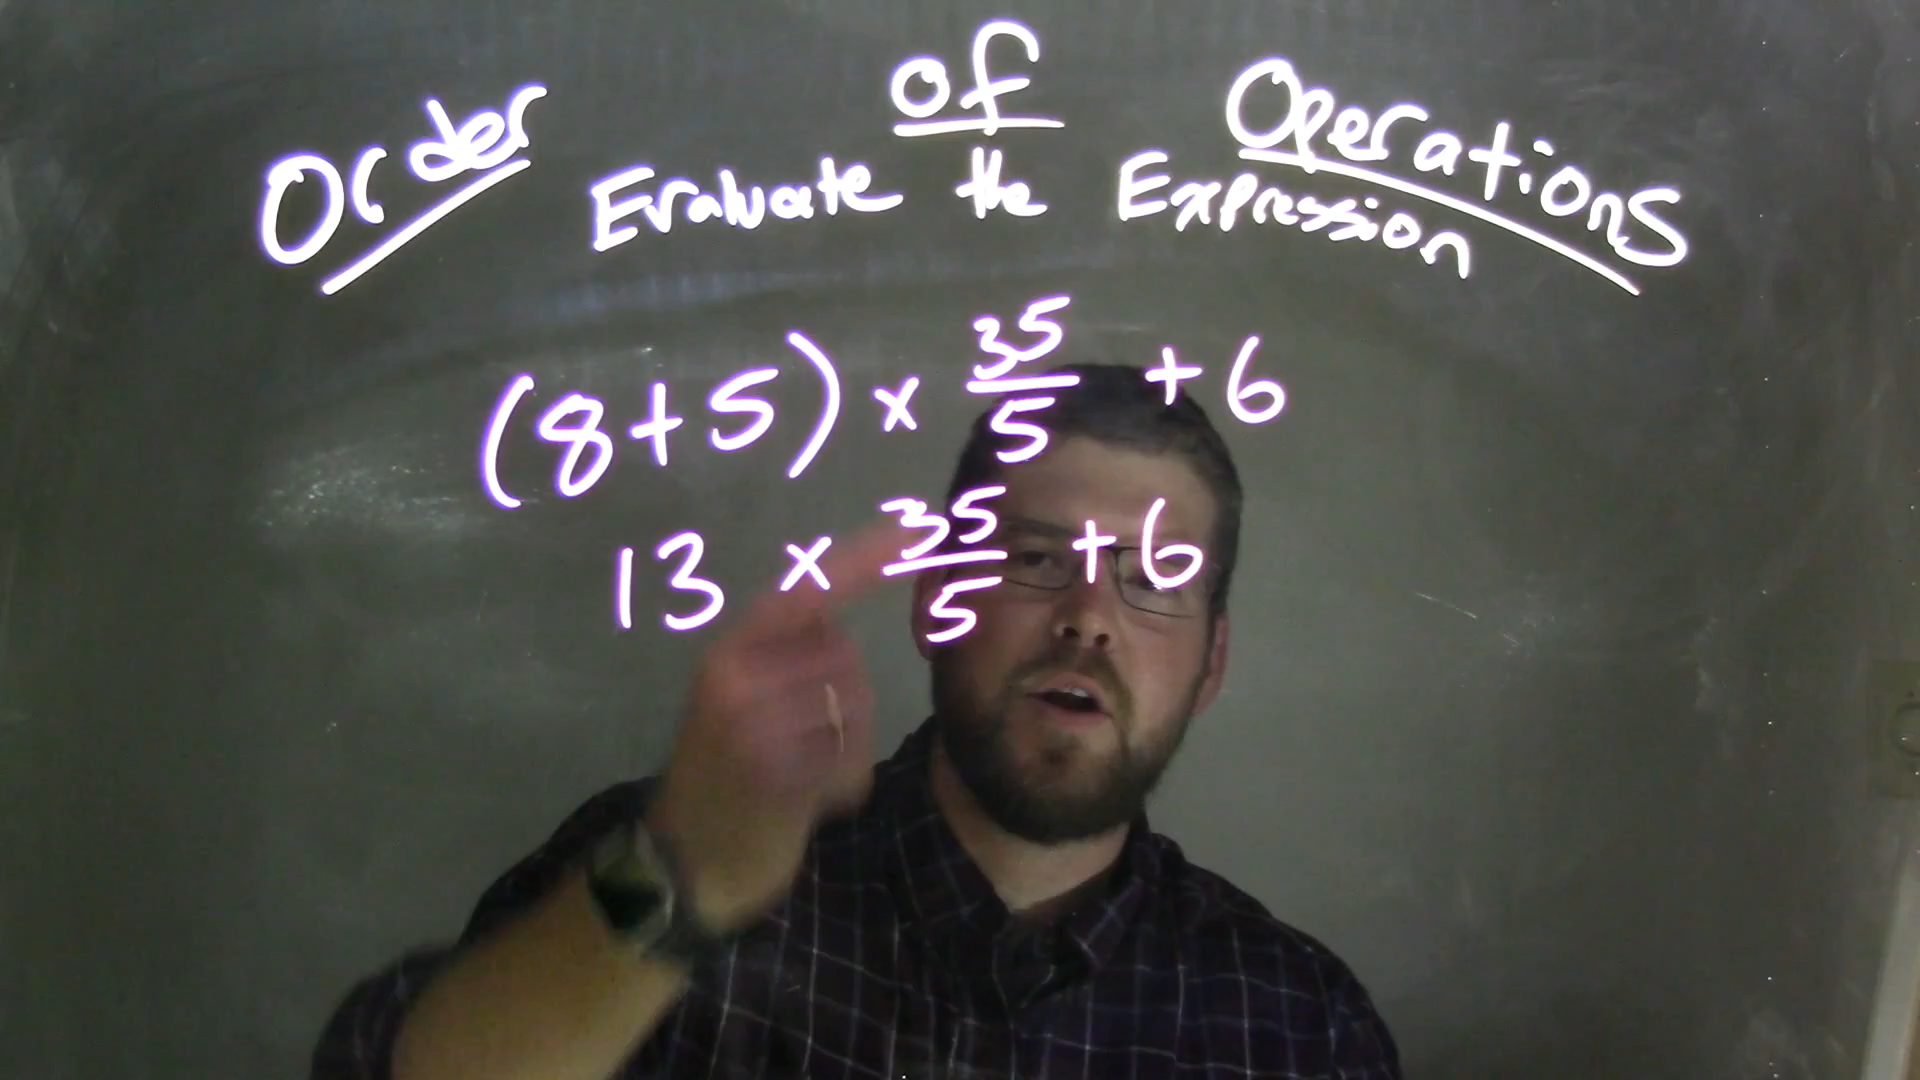 Order of Operations
Evaluate the Expression
(8+5) × 35/5 + 6
13 × 35/5 + 6